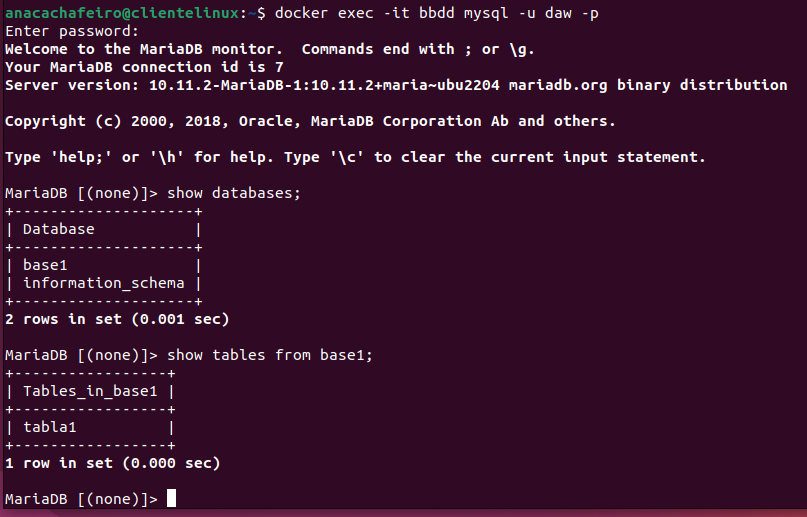 anacachafeiro@clientelinux:~$ docker exec -it bbdd mysql -u daw -p
Enter password:
Welcome to the MariaDB monitor.  Commands end with ; or \g.
Your MariaDB connection id is 7
Server version: 10.11.2-MariaDB-1:10.11.2+maria~ubu2204 mariadb.org binary distribution

Copyright (c) 2000, 2018, Oracle, MariaDB Corporation Ab and others.

Type 'help;' or '\h' for help. Type '\c' to clear the current input statement.

MariaDB [(none)]> show databases;
+--------------------+
| Database           |
+--------------------+
| base1              |
| information_schema |
+--------------------+
2 rows in set (0.001 sec)

MariaDB [(none)]> show tables from base1;
+-----------------+
| Tables_in_base1 |
+-----------------+
| tabla1          |
+-----------------+
1 row in set (0.000 sec)

MariaDB [(none)]>